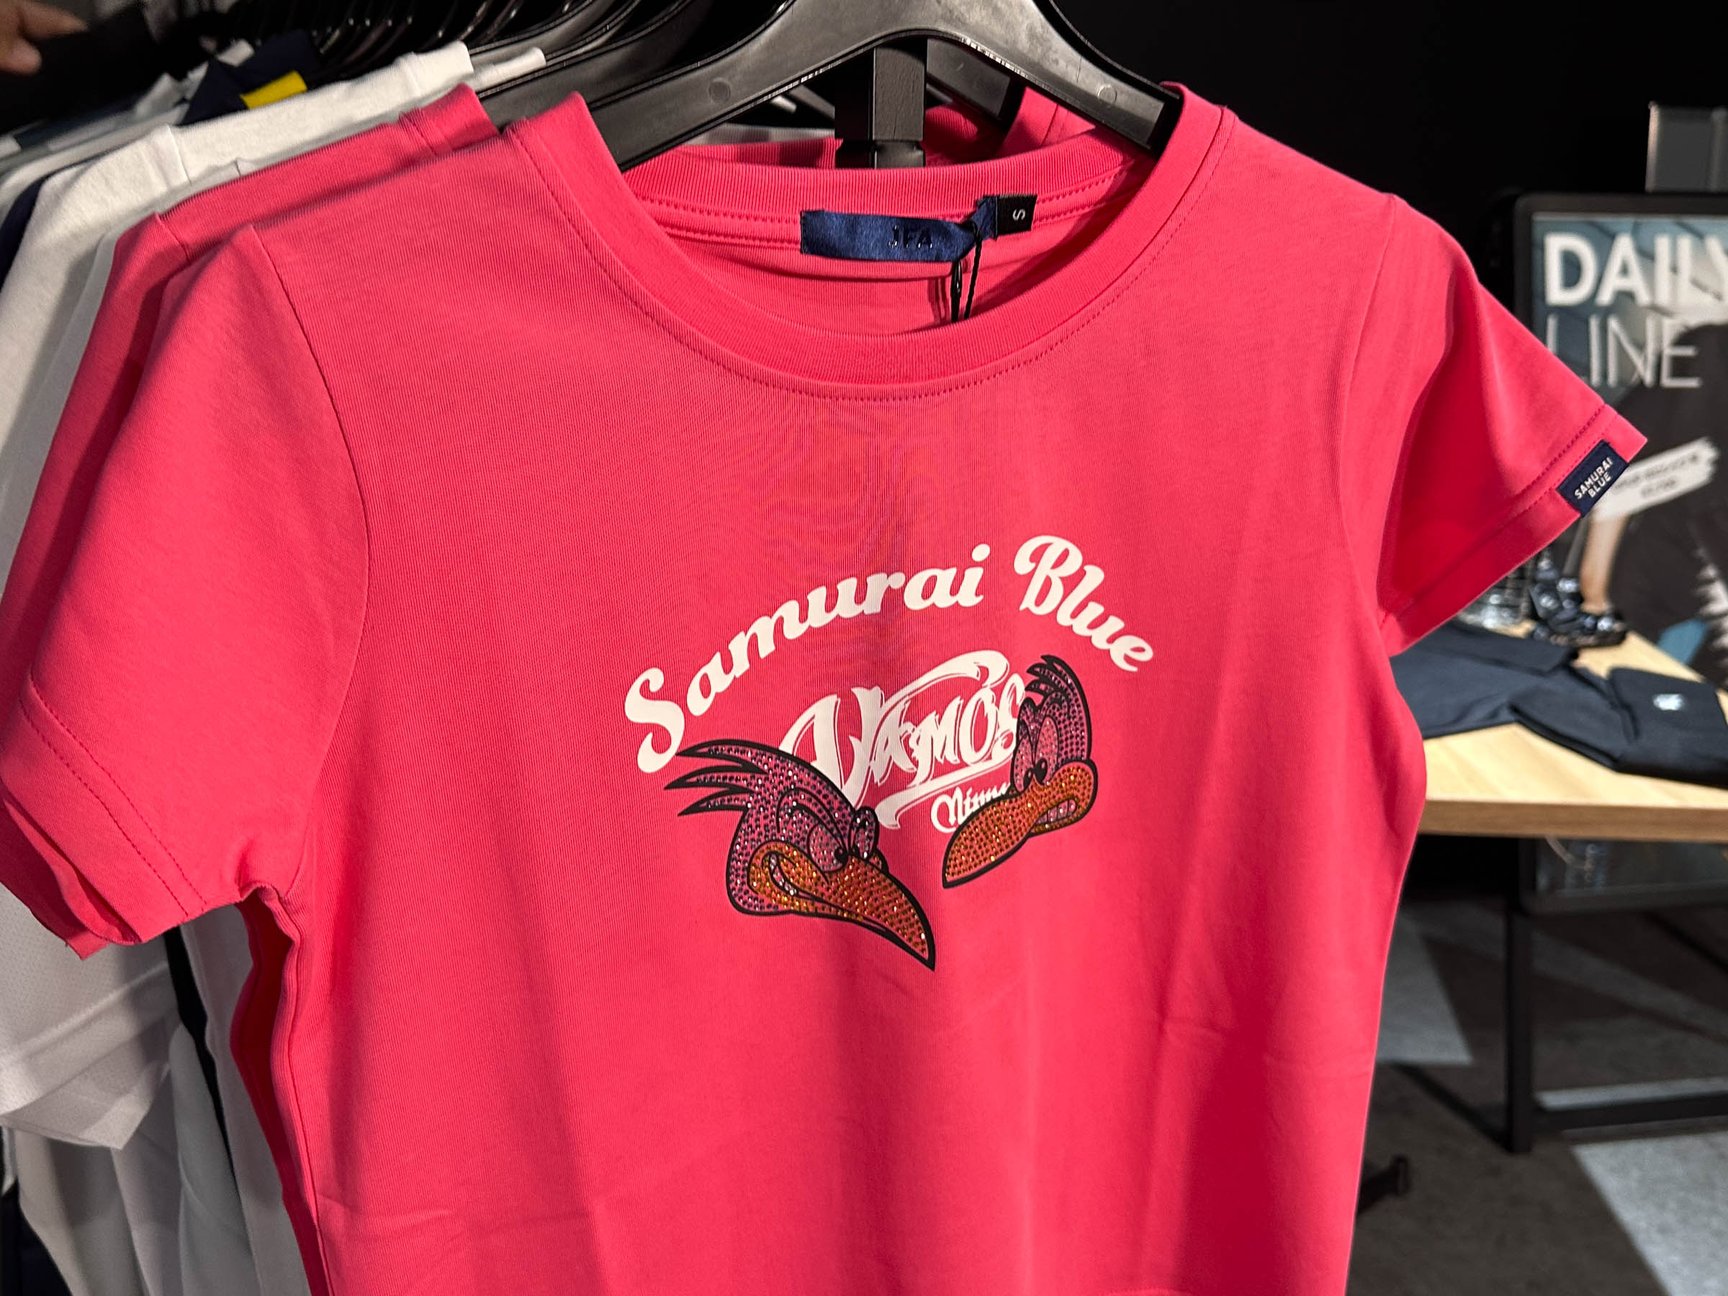 JFA
S
Samurai Blue
VAMOS
SAMURAI
BLUE
DAILY
LINE